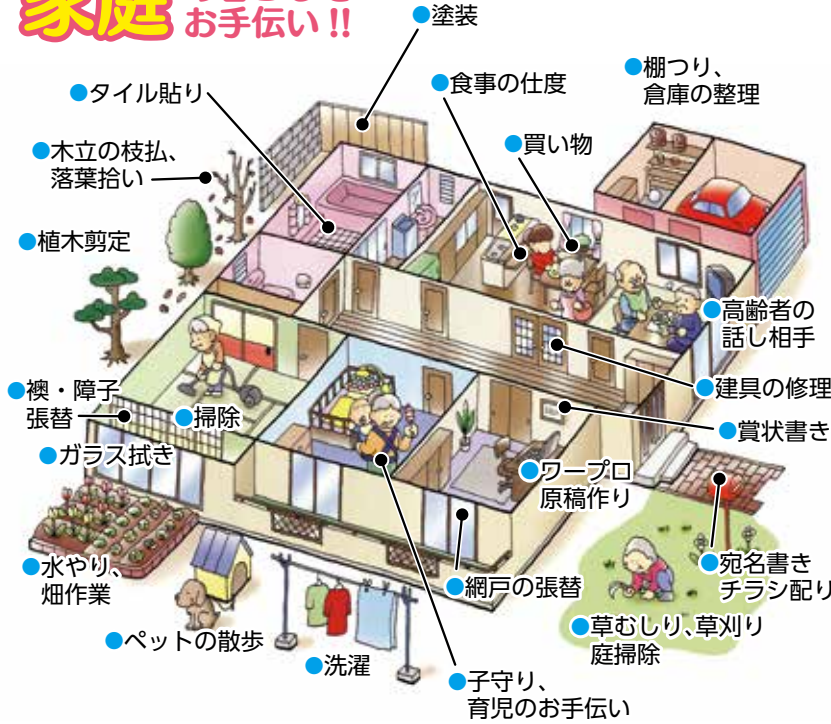 家庭
お手伝い!!
●塗装
●タイル貼り
●食事の仕度
●棚つり、
倉庫の整理
●木立の枝払、
落葉拾い
●買い物
●植木剪定
●高齢者の
話し相手
●建具の修理
●襖・障子
張替
●掃除
●賞状書き
●ガラス拭き
●ワープロ
原稿作り
●水やり、
畑作業
●網戸の張替
●宛名書き
チラシ配り
●ペットの散歩
●草むしり、草刈り
庭掃除
●洗濯
●子守り、
育児のお手伝い